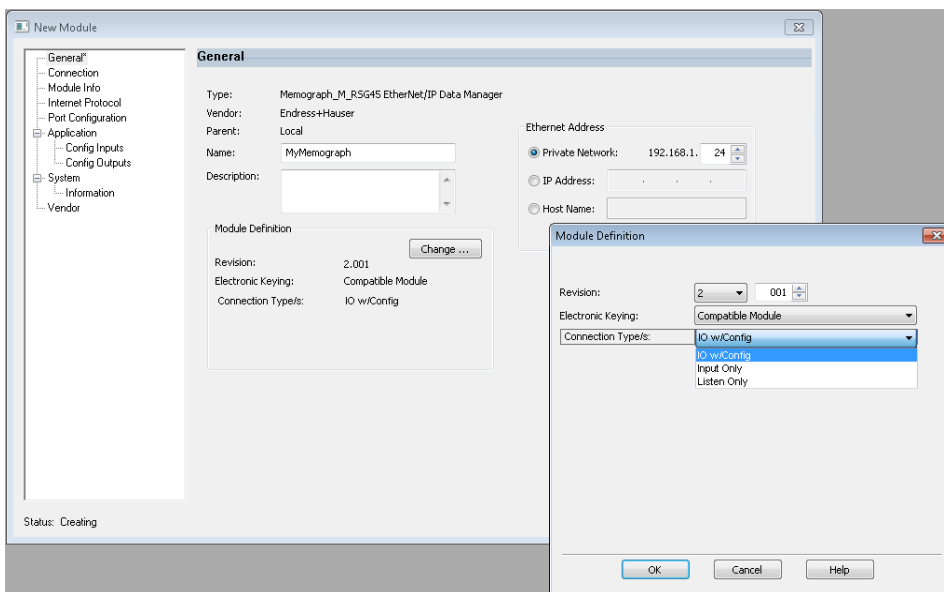 New Module
General*
Connection
Module Info
Internet Protocol
Port Configuration
Application
Config Inputs
Config Outputs
System
Information
Vendor
General
Type: Memograph_M_RSG45 EtherNet/IP Data Manager
Vendor: Endress+Hauser
Parent: Local
Name: MyMemograph
Description:
Ethernet Address
Private Network: 192.168.1. 24
IP Address: . . .
Host Name:
Module Definition
Change ...
Revision: 2.001
Electronic Keying: Compatible Module
Connection Type/s: IO w/Config
Status: Creating
Module Definition
Revision: 2 001
Electronic Keying: Compatible Module
Connection Type/s: IO w/Config
IO w/Config
Input Only
Listen Only
OK Cancel Help